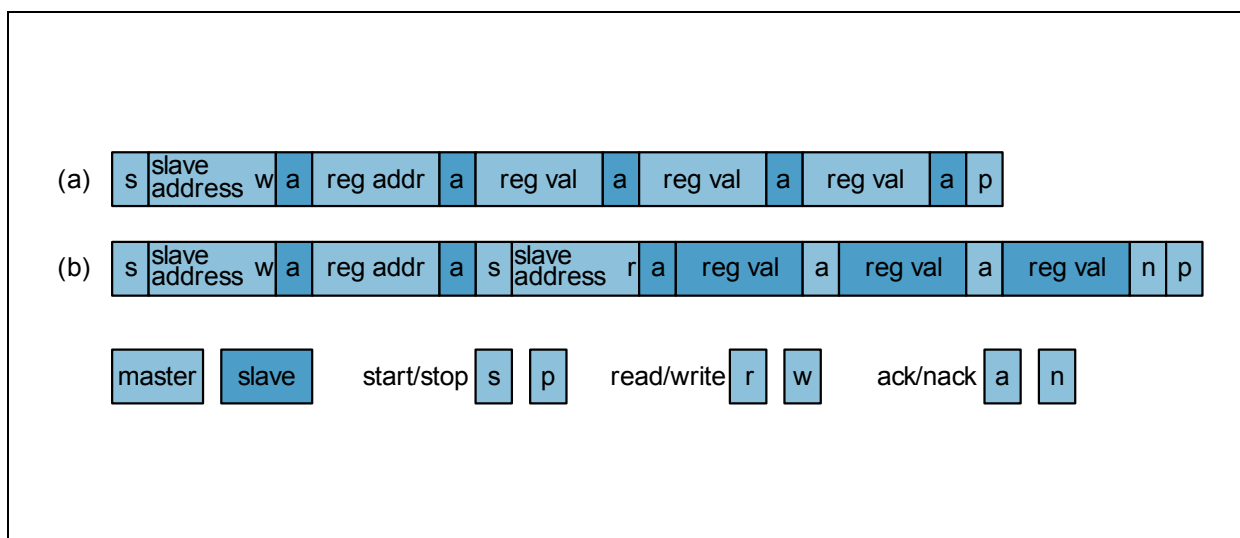 (a) s slave address w a reg addr a reg val a reg val a reg val a p
(b) s slave address w a reg addr a s slave address r a reg val a reg val a reg val n p
master slave start/stop s p read/write r w ack/nack a n